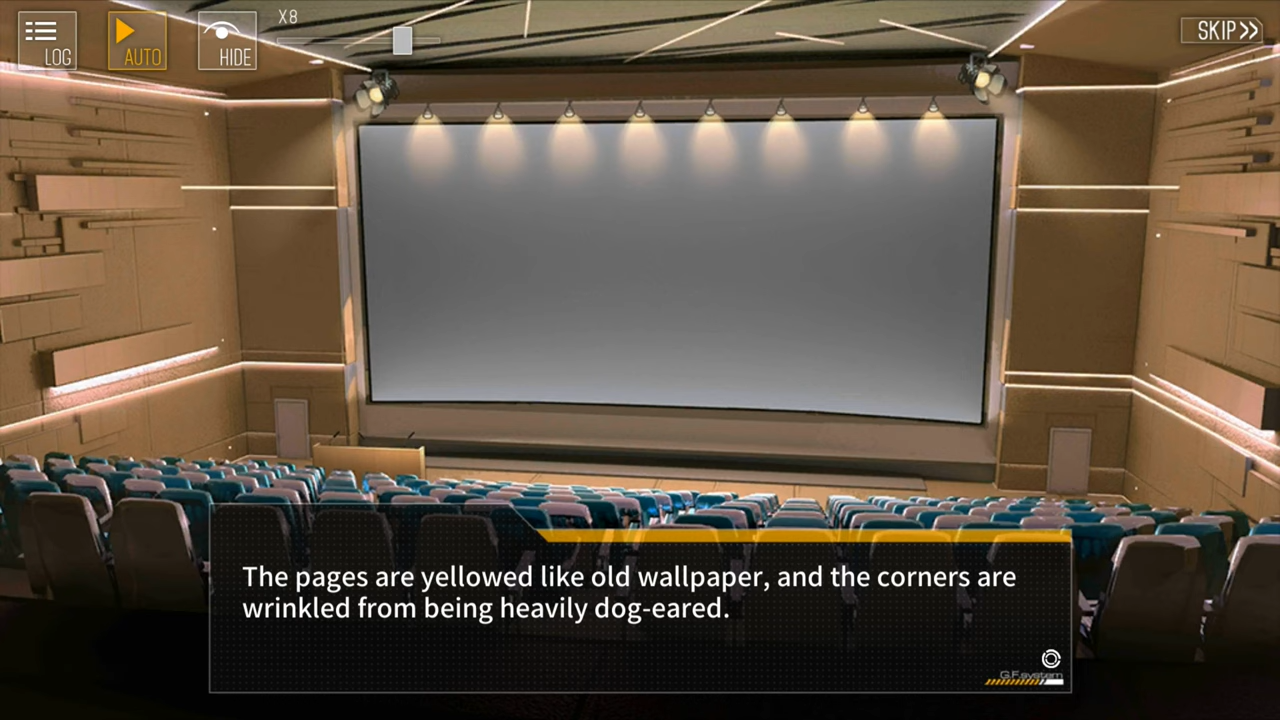 LOG
AUTO
HIDE
X8
SKIP
The pages are yellowed like old wallpaper, and the corners are
wrinkled from being heavily dog-eared.
G.F.system